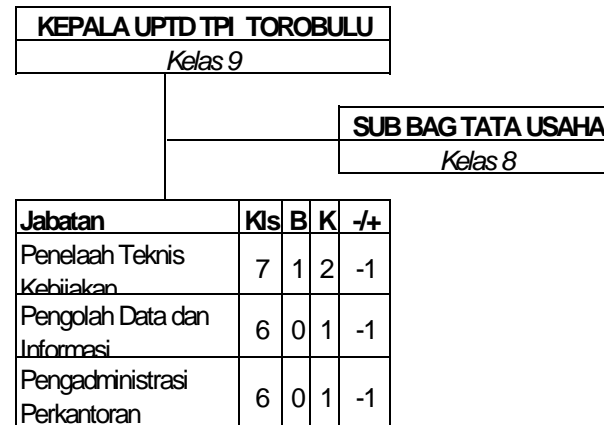 KEPALA UPTD TPI TOROBULU
Kelas 9
SUB BAG TATA USAHA
Kelas 8
Jabatan Kls B K -/+
Penelaah Teknis
Kebijakan 7 1 2 -1
Pengolah Data dan
Informasi 6 0 1 -1
Pengadministrasi
Perkantoran 6 0 1 -1